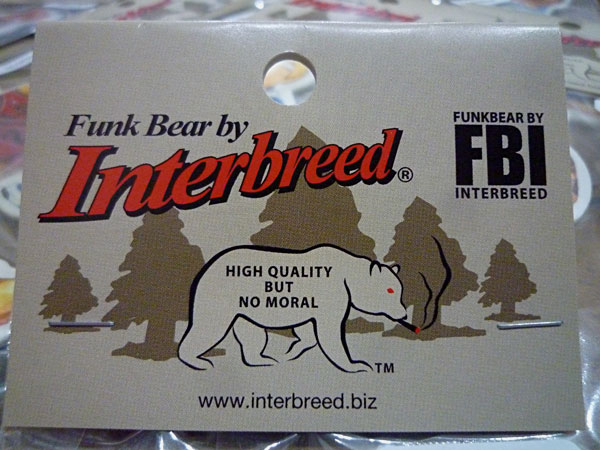 Funk Bear by
Interbreed®
FUNKBEAR BY
FBI
INTERBREED
HIGH QUALITY
BUT
NO MORAL
TM
www.interbreed.biz